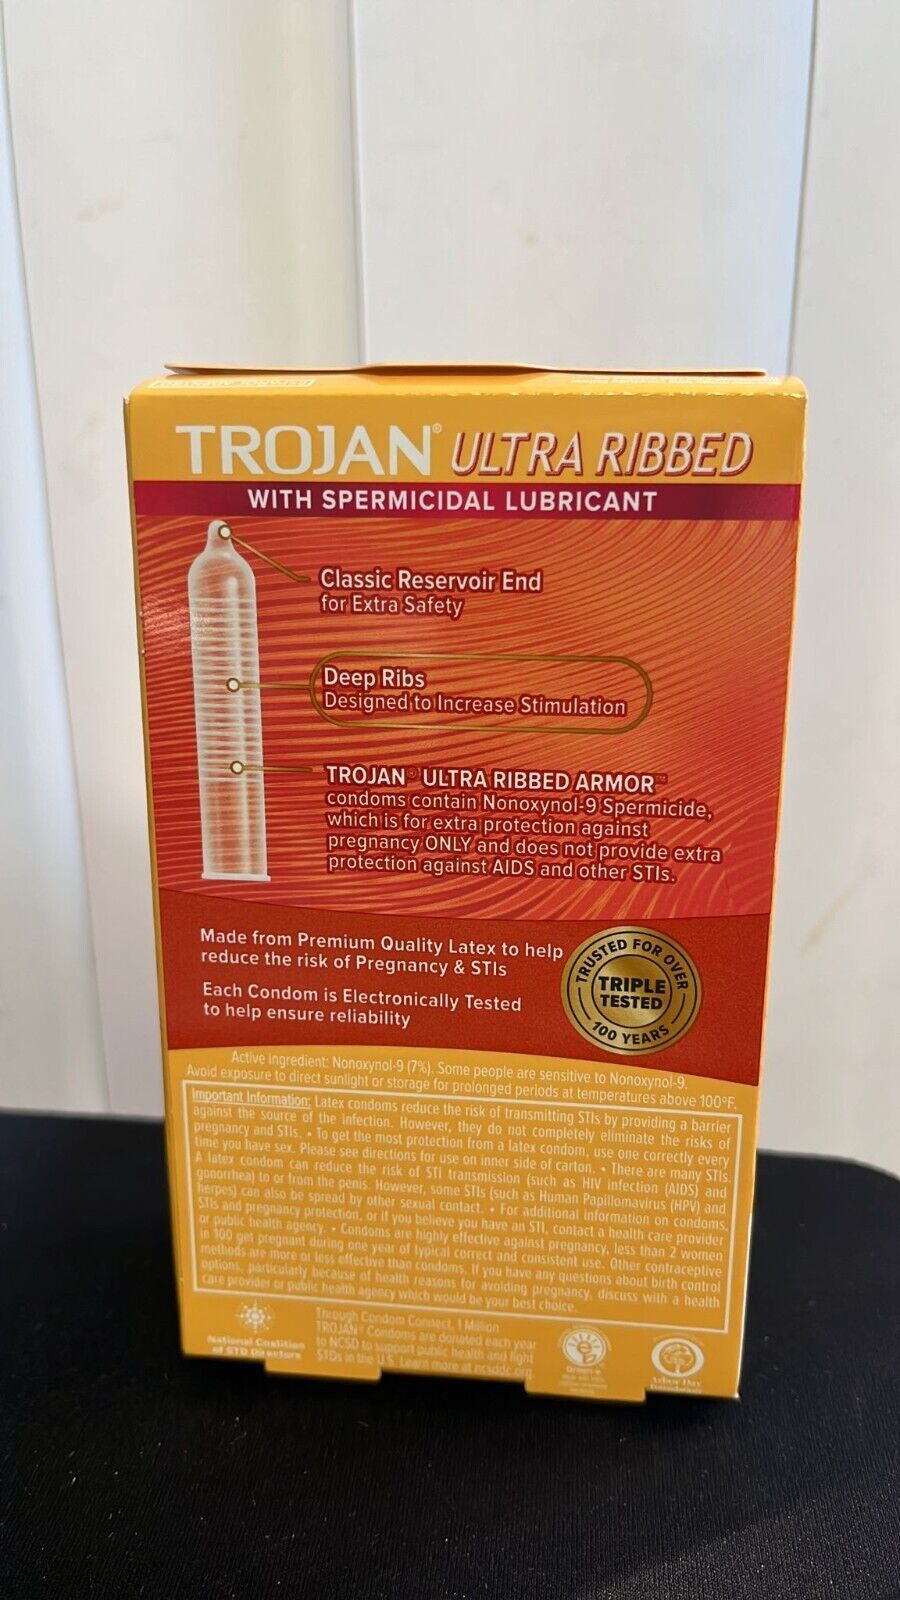 TROJAN® ULTRA RIBBED
WITH SPERMICIDAL LUBRICANT
Classic Reservoir End
for Extra Safety
Deep Ribs
Designed to Increase Stimulation
TROJAN® ULTRA RIBBED ARMOR™
condoms contain Nonoxynol-9 Spermicide,
which is for extra protection against
pregnancy ONLY and does not provide extra
protection against AIDS and other STIs.
Made from Premium Quality Latex to help
reduce the risk of Pregnancy & STIs
Each Condom is Electronically Tested
to help ensure reliability
TRUSTED FOR OVER
TRIPLE
TESTED
100 YEARS
Active ingredient: Nonoxynol-9 (7%). Some people are sensitive to Nonoxynol-9.
Avoid exposure to direct sunlight or storage for prolonged periods at temperatures above 100°F.
Important Information: Latex condoms reduce the risk of transmitting STIs by providing a barrier
against the source of the infection. However, they do not completely eliminate the risks of
pregnancy and STIs. • To get the most protection from a latex condom, use one correctly every
time you have sex. Please see directions for use on inner side of carton. • There are many STIs.
A latex condom can reduce the risk of STI transmission (such as HIV infection (AIDS) and
gonorrhea) to or from the penis. However, some STIs (such as Human Papillomavirus (HPV) and
herpes) can also be spread by other sexual contact. • For additional information on condoms,
STIs and pregnancy protection, or if you believe you have an STI, contact a health care provider
or public health agency. • Condoms are highly effective against pregnancy, less than 2 women
in 100 get pregnant during one year of typical correct and consistent use. Other contraceptive
methods are more or less effective than condoms. If you have any questions about birth control
options, particularly because of health reasons for avoiding pregnancy, discuss with a health
care provider or public health agency which would be your best choice.
National Coalition
of STD Directors
Through Condom Connect, 1 Million
TROJAN® Condoms are donated each year
to NCSD to support public health and fight
STDs in the U.S. Learn more at ncsddc.org
Arbor Day
Foundation